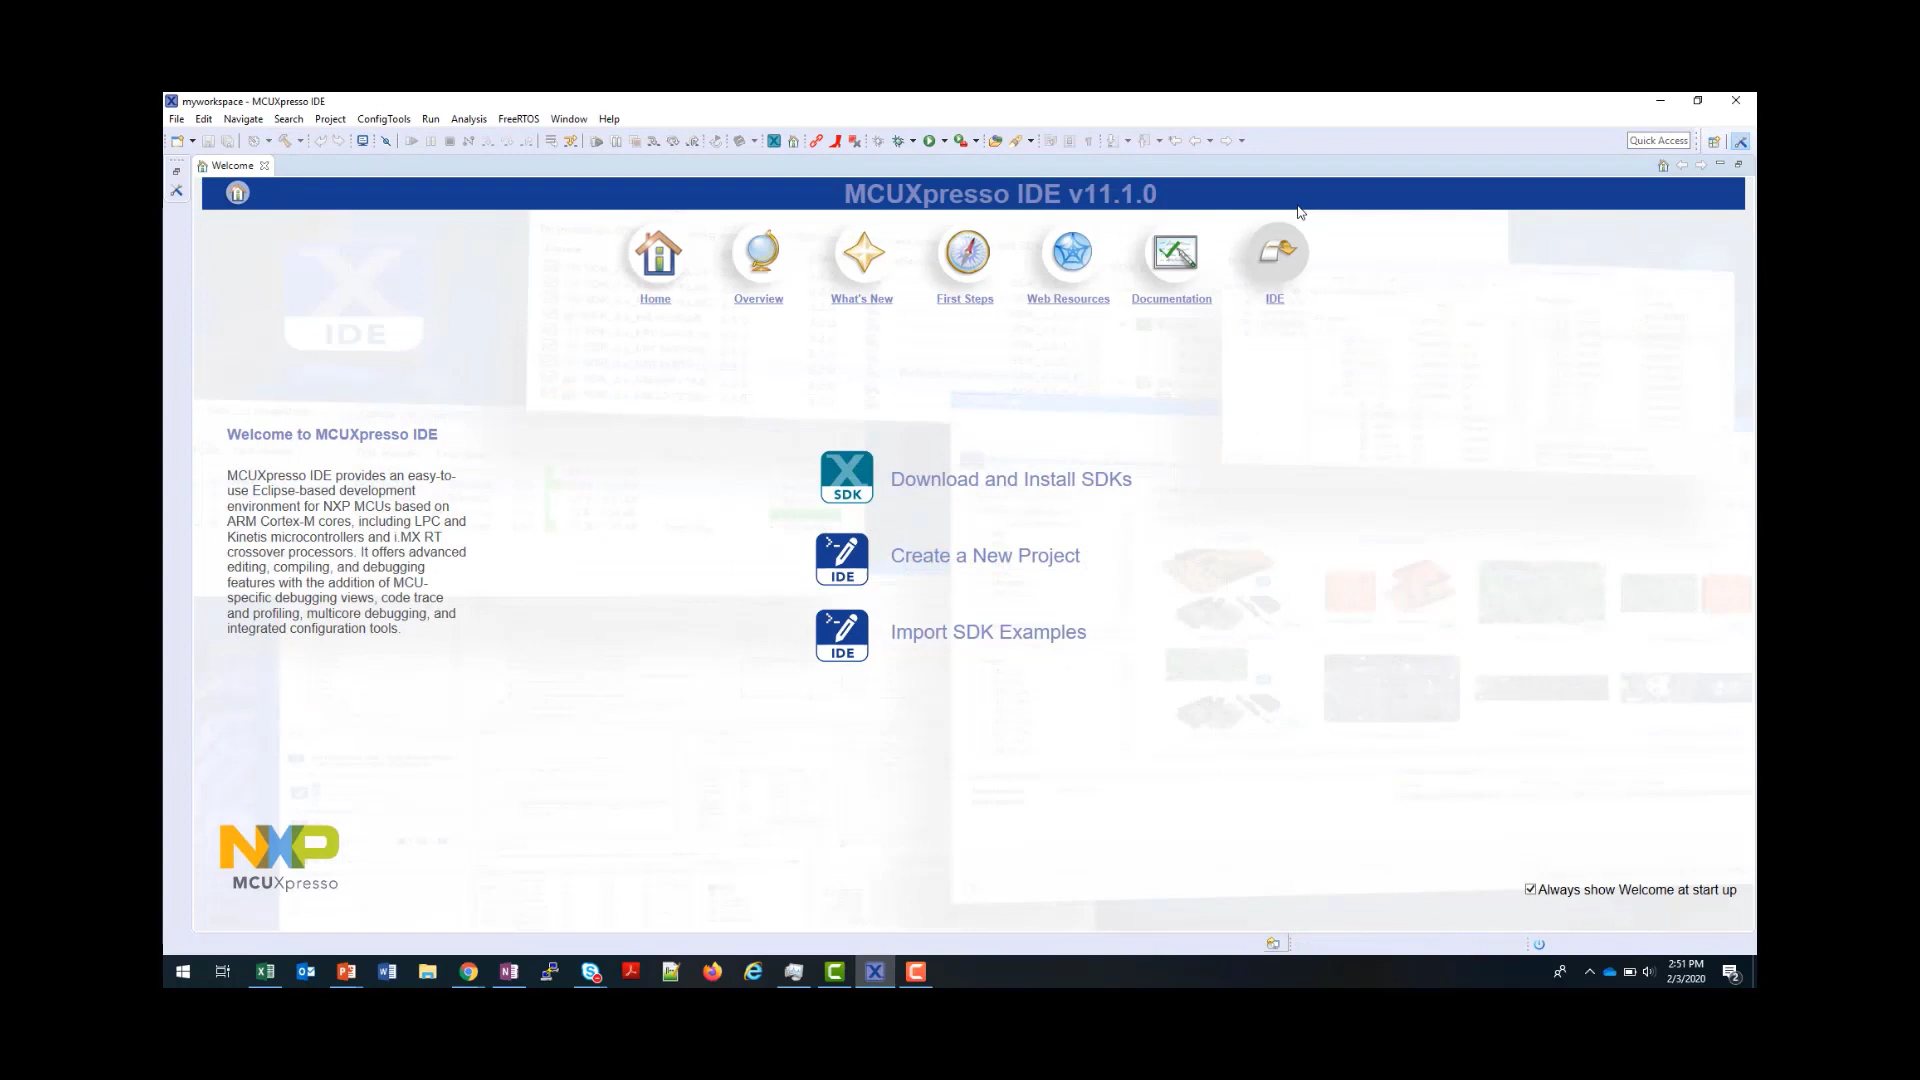 myworkspace - MCUXpresso IDE
File Edit Navigate Search Project ConfigTools Run Analysis FreeRTOS Window Help
Quick Access
Welcome
MCUXpresso IDE v11.1.0
Home Overview What's New First Steps Web Resources Documentation IDE
IDE
Welcome to MCUXpresso IDE
MCUXpresso IDE provides an easy-to-
use Eclipse-based development
environment for NXP MCUs based on
ARM Cortex-M cores, including LPC and
Kinetis microcontrollers and i.MX RT
crossover processors. It offers advanced
editing, compiling, and debugging
features with the addition of MCU-
specific debugging views, code trace
and profiling, multicore debugging, and
integrated configuration tools.
SDK
Download and Install SDKs
IDE
Create a New Project
IDE
Import SDK Examples
NXP
MCUXpresso
Always show Welcome at start up
2:51 PM
2/3/2020
2